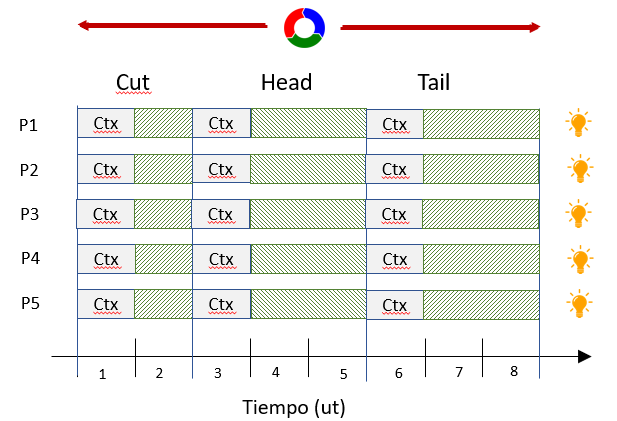 Cut Head Tail
P1 Ctx Ctx Ctx
P2 Ctx Ctx Ctx
P3 Ctx Ctx Ctx
P4 Ctx Ctx Ctx
P5 Ctx Ctx Ctx
1 2 3 4 5 6 7 8
Tiempo (ut)